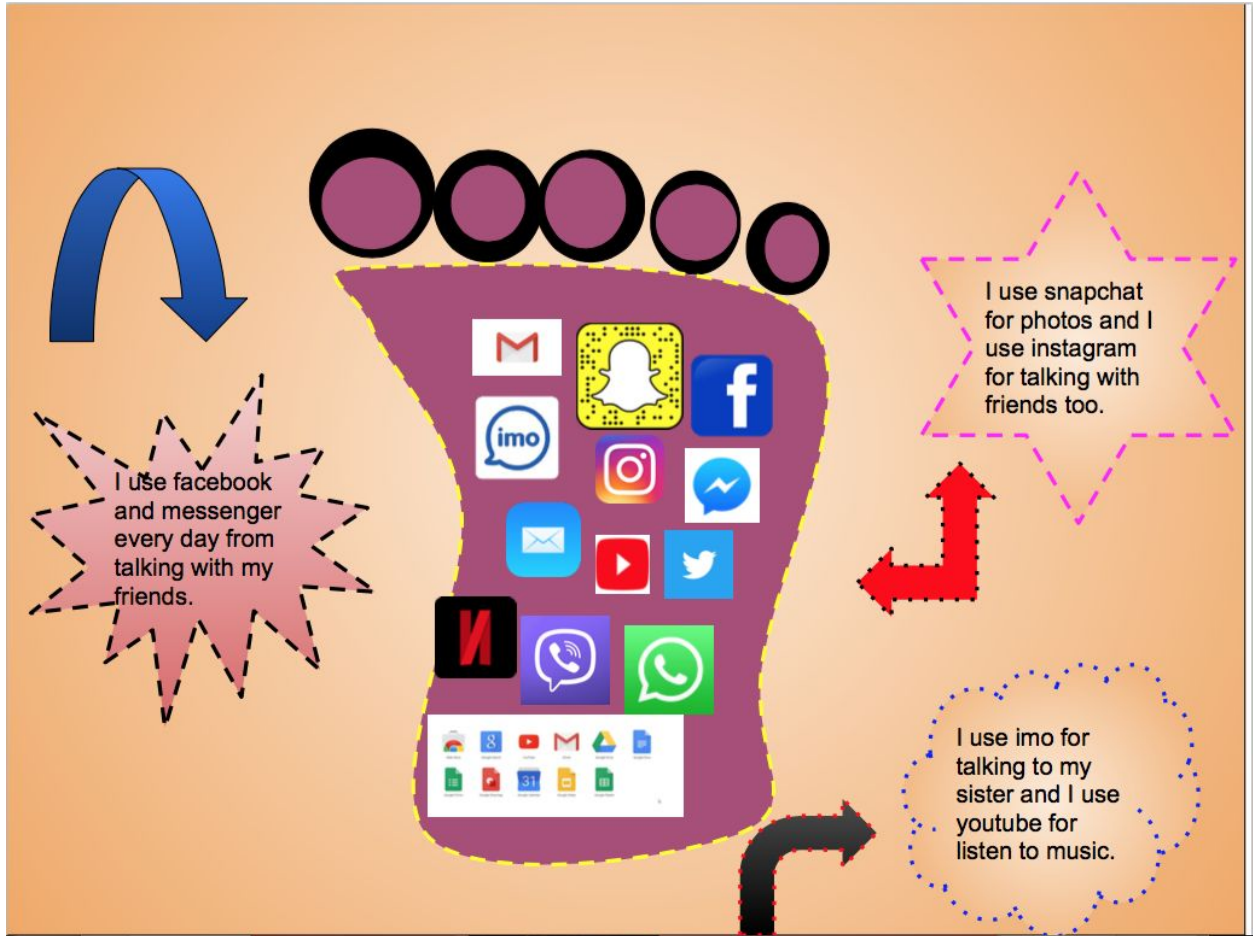 I use snapchat
for photos and I
use instagram
for talking with
friends too.
I use facebook
and messenger
every day from
talking with my
friends.
imo
31
I use imo for
talking to my
sister and I use
youtube for
listen to music.